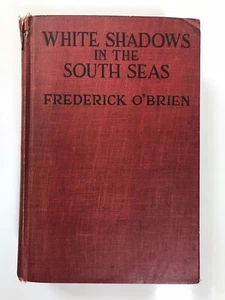 WHITE SHADOWS
IN THE
SOUTH SEAS
FREDERICK O'BRIEN